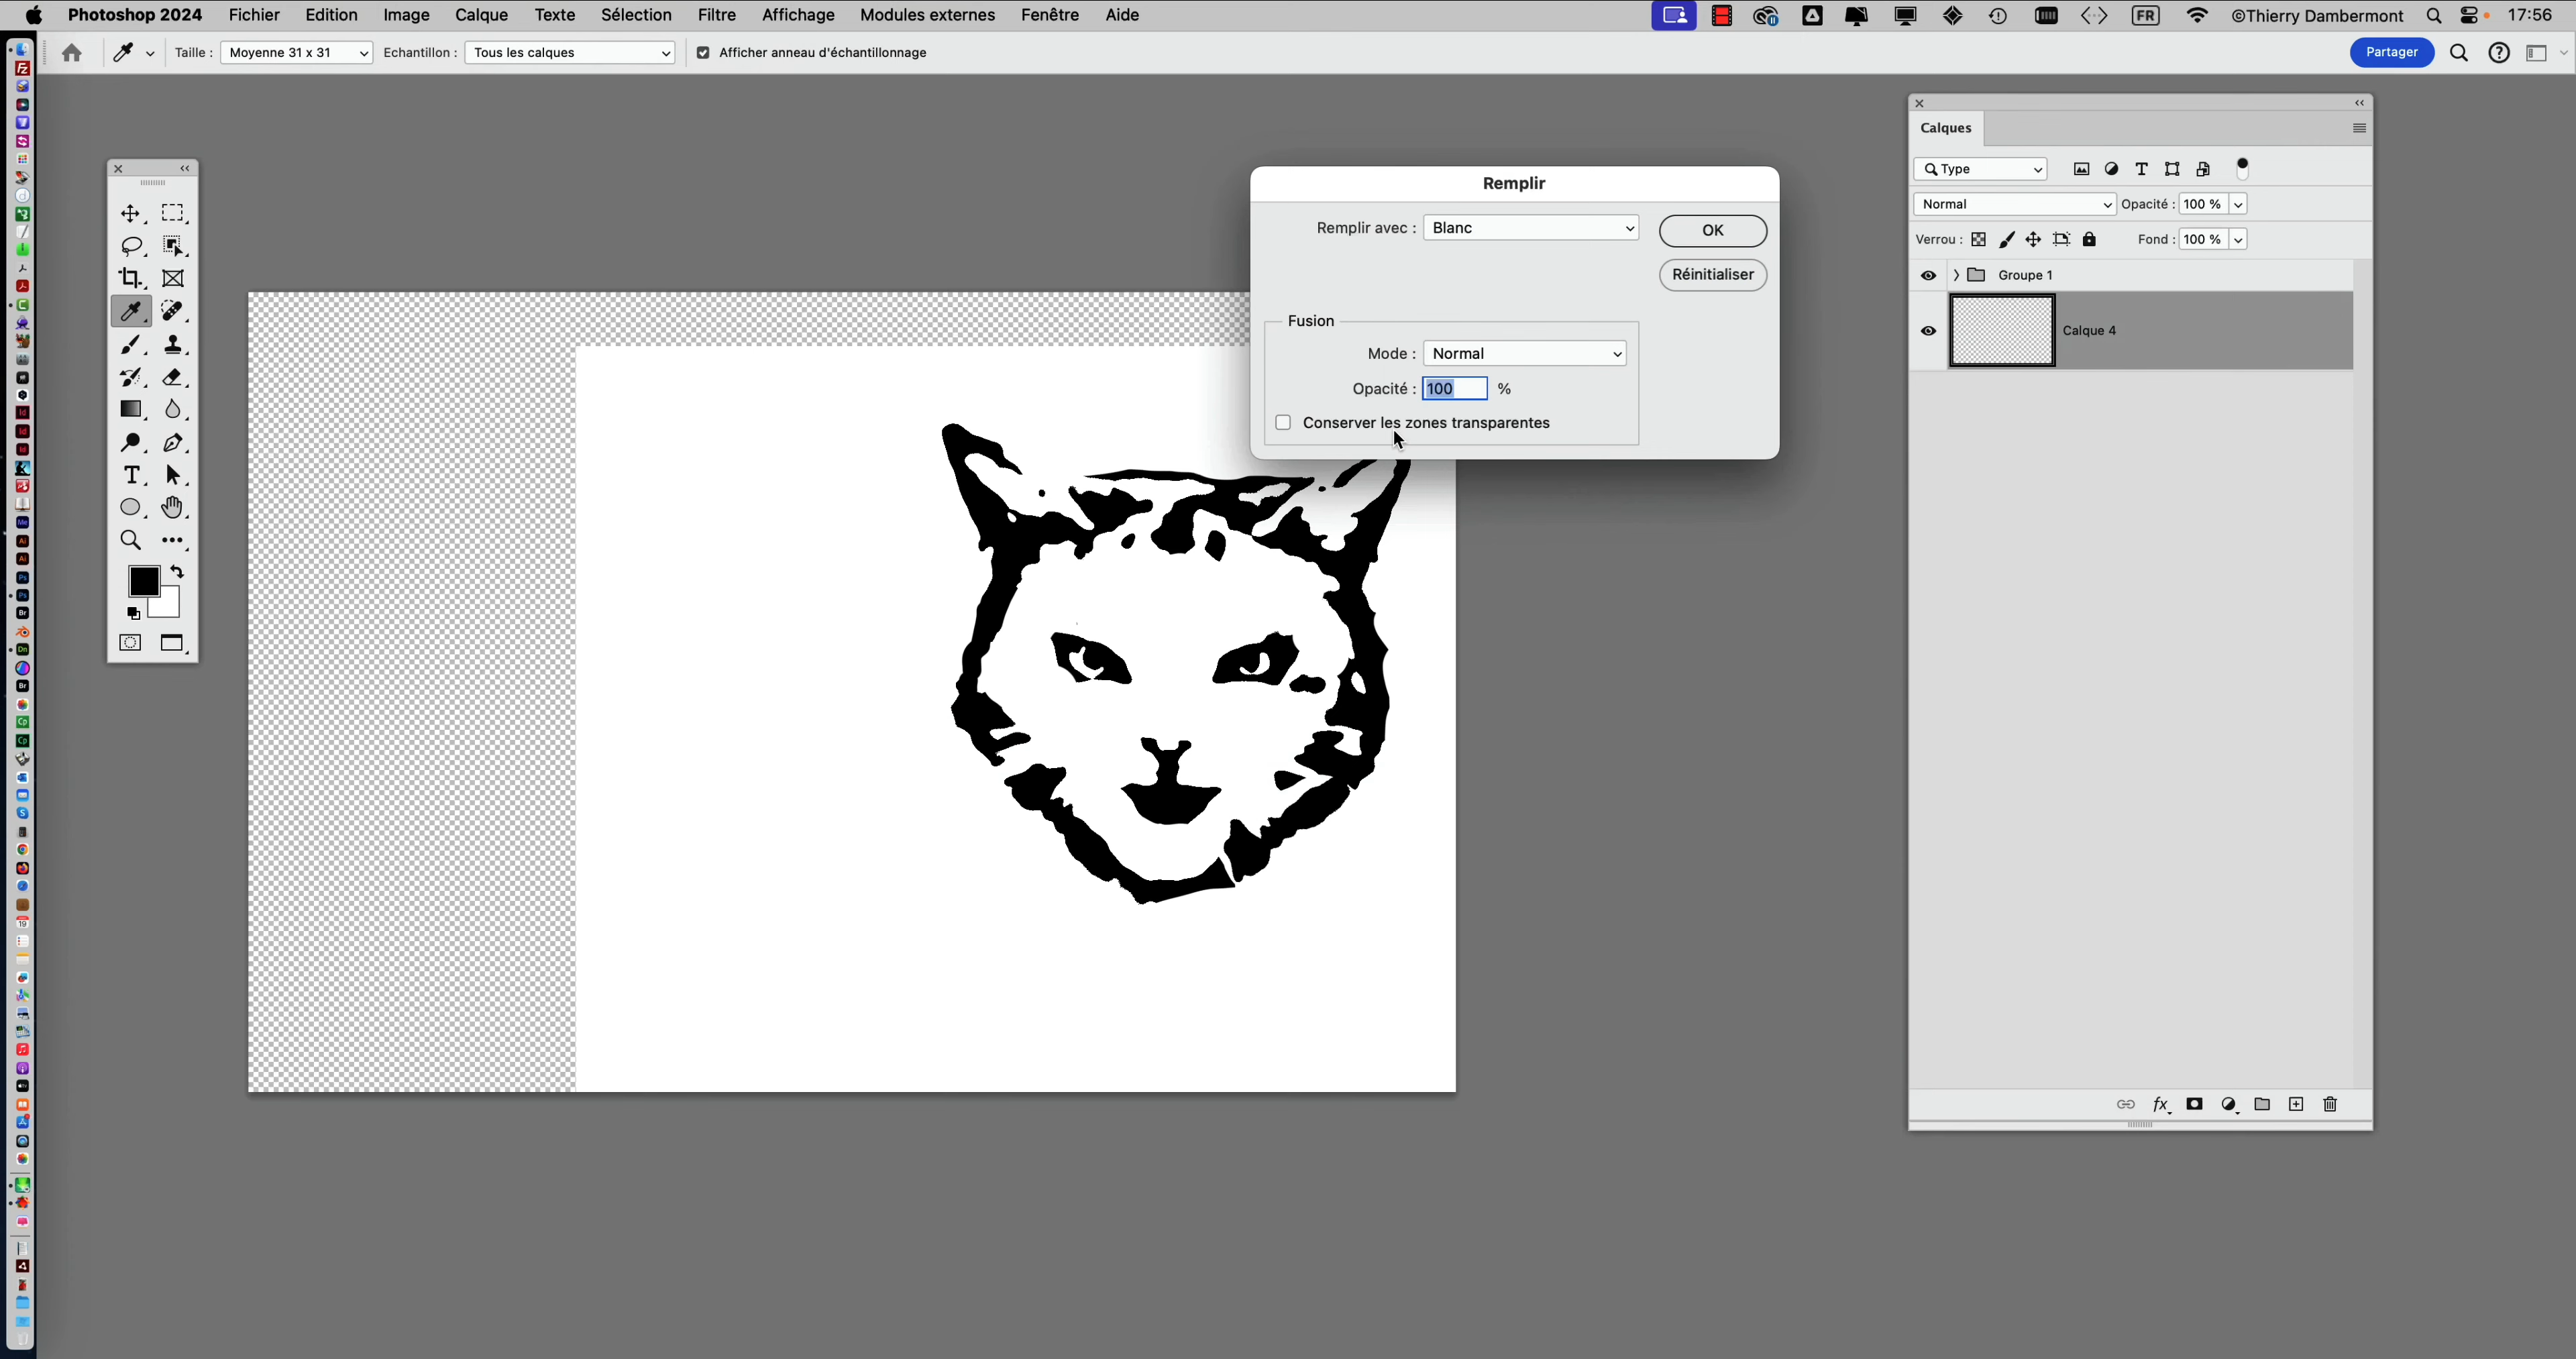 Photoshop 2024 Fichier Edition Image Calque Texte Sélection Filtre Affichage Modules externes Fenêtre Aide FR ©Thierry Dambermont 17:56
Taille : Moyenne 31 x 31 Echantillon : Tous les calques Afficher anneau d'échantillonnage Partager
Remplir
Remplir avec : Blanc
OK
Réinitialiser
Fusion
Mode : Normal
Opacité : 100 %
Conserver les zones transparentes
Calques
Type
Normal Opacité : 100 %
Verrou : Fond : 100 %
Groupe 1
Calque 4